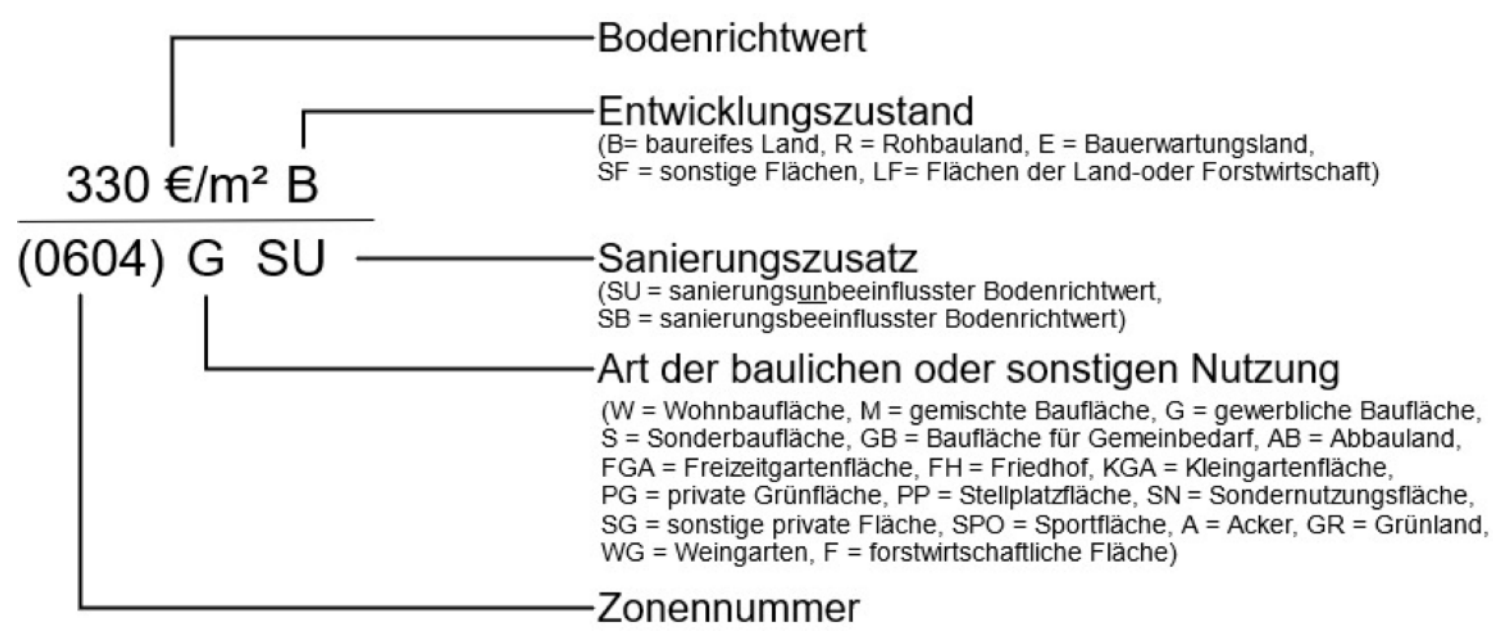 Bodenrichtwert
Entwicklungszustand
(B= baureifes Land, R = Rohbauland, E = Bauerwartungsland,
SF = sonstige Flächen, LF= Flächen der Land-oder Forstwirtschaft)
330 €/m² B
(0604) G SU
Sanierungszusatz
(SU = sanierungsunbeeinflusster Bodenrichtwert,
SB = sanierungsbeeinflusster Bodenrichtwert)
Art der baulichen oder sonstigen Nutzung
(W = Wohnbaufläche, M = gemischte Baufläche, G = gewerbliche Baufläche,
S = Sonderbaufläche, GB = Baufläche für Gemeinbedarf, AB = Abbauland,
FGA = Freizeitgartenfläche, FH = Friedhof, KGA = Kleingartenfläche,
PG = private Grünfläche, PP = Stellplatzfläche, SN = Sondernutzungsfläche,
SG = sonstige private Fläche, SPO = Sportfläche, A = Acker, GR = Grünland,
WG = Weingarten, F = forstwirtschaftliche Fläche)
Zonennummer